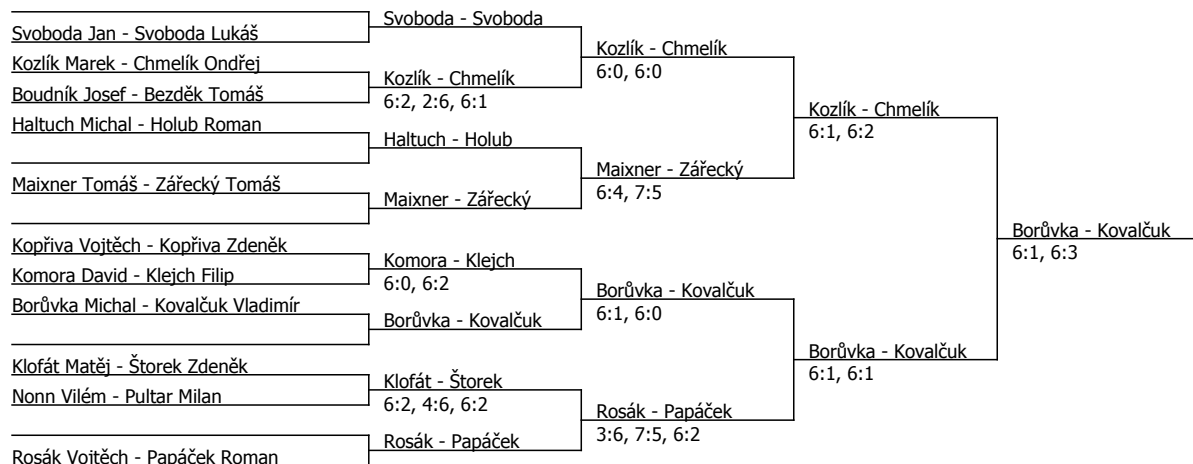 Svoboda Jan - Svoboda Lukáš
Kozlík Marek - Chmelík Ondřej
Boudník Josef - Bezděk Tomáš
Haltuch Michal - Holub Roman
Maixner Tomáš - Zářecký Tomáš
Kopřiva Vojtěch - Kopřiva Zdeněk
Komora David - Klejch Filip
Borůvka Michal - Kovalčuk Vladimír
Klofát Matěj - Štorek Zdeněk
Nonn Vilém - Pultar Milan
Rosák Vojtěch - Papáček Roman
Svoboda - Svoboda
Kozlík - Chmelík
6:2, 2:6, 6:1
Haltuch - Holub
Maixner - Zářecký
Komora - Klejch
6:0, 6:2
Borůvka - Kovalčuk
Klofát - Štorek
6:2, 4:6, 6:2
Rosák - Papáček
Kozlík - Chmelík
6:0, 6:0
Maixner - Zářecký
6:4, 7:5
Borůvka - Kovalčuk
6:1, 6:0
Rosák - Papáček
3:6, 7:5, 6:2
Kozlík - Chmelík
6:1, 6:2
Borůvka - Kovalčuk
6:1, 6:1
Borůvka - Kovalčuk
6:1, 6:3